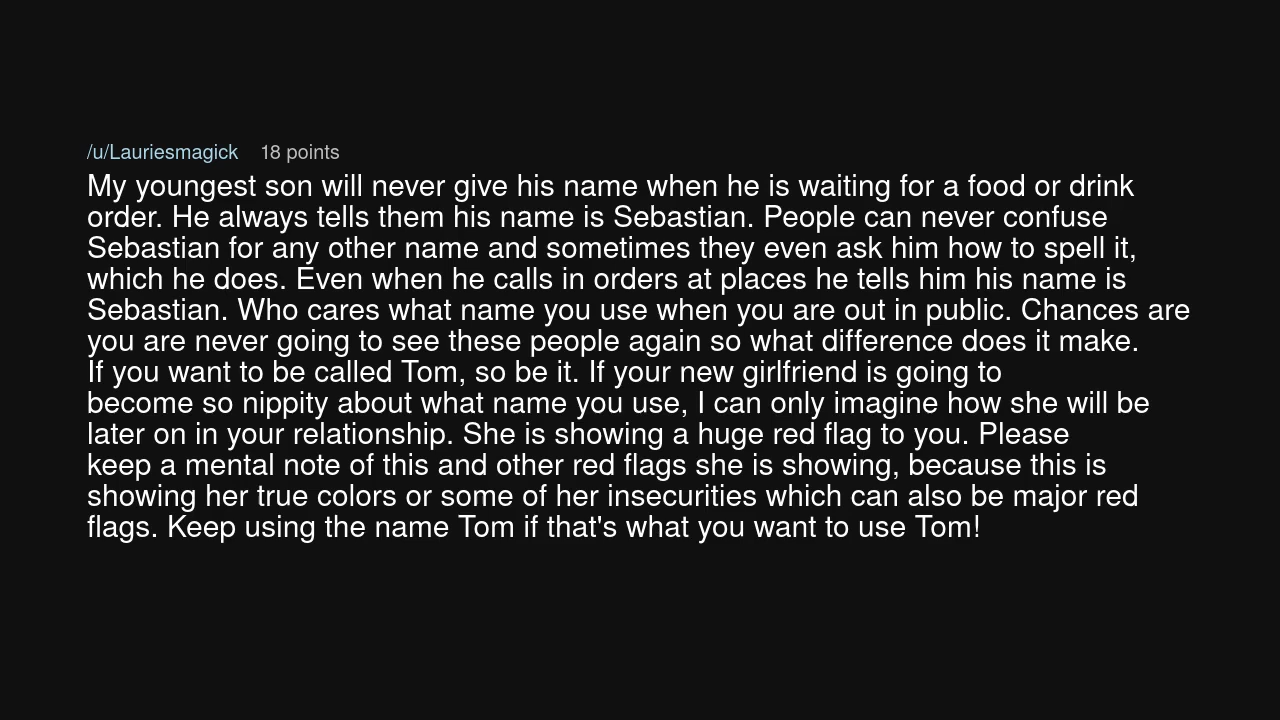 /u/Lauriesmagick 18 points
My youngest son will never give his name when he is waiting for a food or drink
order. He always tells them his name is Sebastian. People can never confuse
Sebastian for any other name and sometimes they even ask him how to spell it,
which he does. Even when he calls in orders at places he tells him his name is
Sebastian. Who cares what name you use when you are out in public. Chances are
you are never going to see these people again so what difference does it make.
If you want to be called Tom, so be it. If your new girlfriend is going to
become so nippity about what name you use, I can only imagine how she will be
later on in your relationship. She is showing a huge red flag to you. Please
keep a mental note of this and other red flags she is showing, because this is
showing her true colors or some of her insecurities which can also be major red
flags. Keep using the name Tom if that's what you want to use Tom!